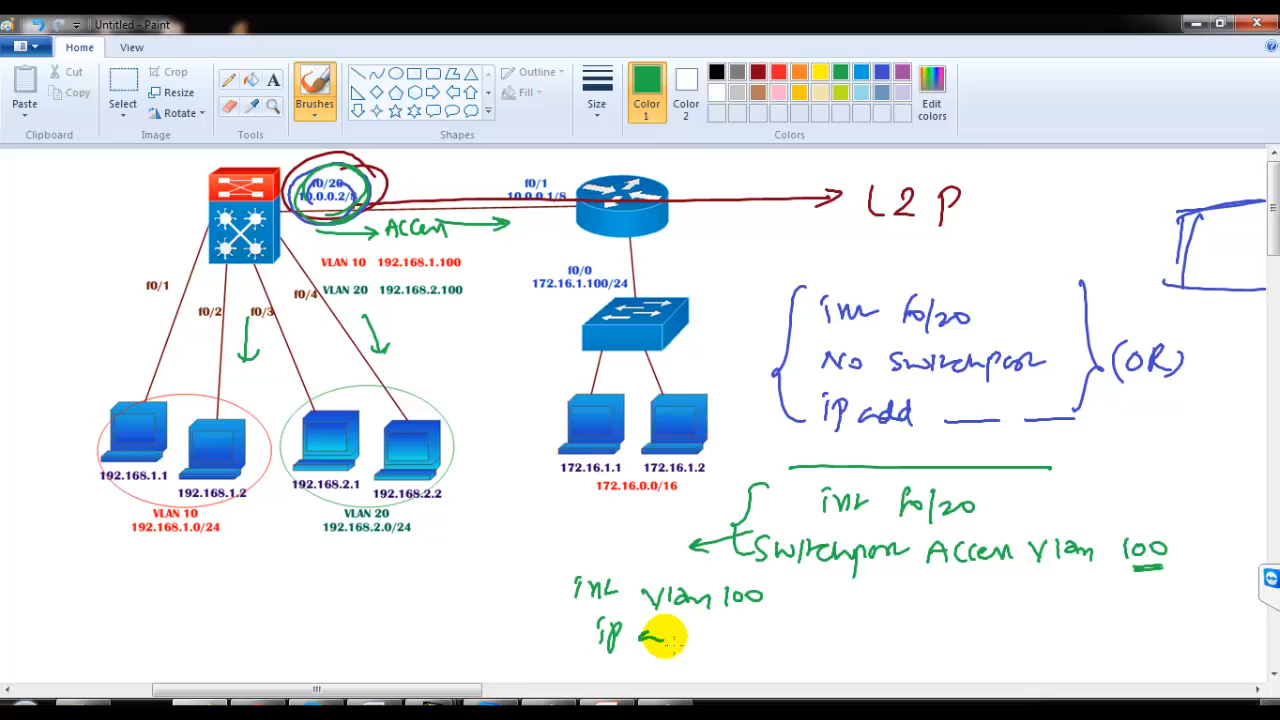 Untitled - Paint
Home
View
Paste
Cut
Copy
Clipboard
Select
Crop
Resize
Rotate
Image
Tools
Brushes
Shapes
Outline
Fill
Size
Color 1
Color 2
Edit colors
Colors
f0/20
10.0.0.2/8
f0/1
10.0.0.1/8
L2P
Accen
VLAN 10 192.168.1.100
VLAN 20 192.168.2.100
f0/0
172.16.1.100/24
f0/1
f0/2
f0/3
f0/4
int f0/20
No switchport
ip add
(OR)
192.168.1.1
192.168.1.2
192.168.2.1
192.168.2.2
172.16.1.1
172.16.1.2
172.16.0.0/16
VLAN 10
192.168.1.0/24
VLAN 20
192.168.2.0/24
int f0/20
Switchport Accen Vlan 100
int vlan 100
ip a